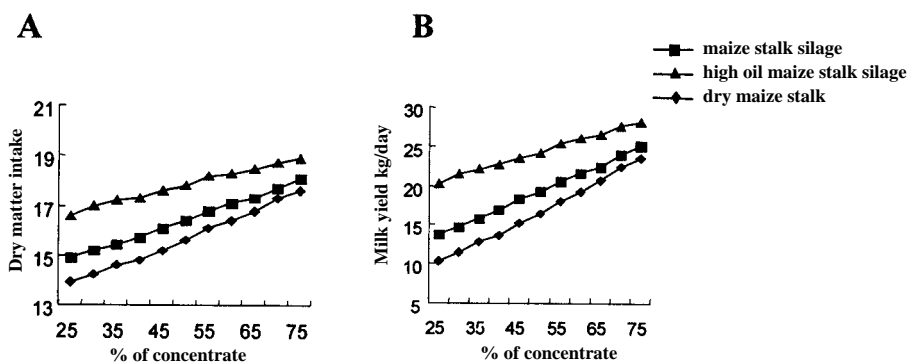 A
B
maize stalk silage
high oil maize stalk silage
dry maize stalk
Dry matter intake
21
19
17
15
13
25 35 45 55 65 75
% of concentrate
Milk yield kg/day
30
25
20
15
10
5
25 35 45 55 65 75
% of concentrate